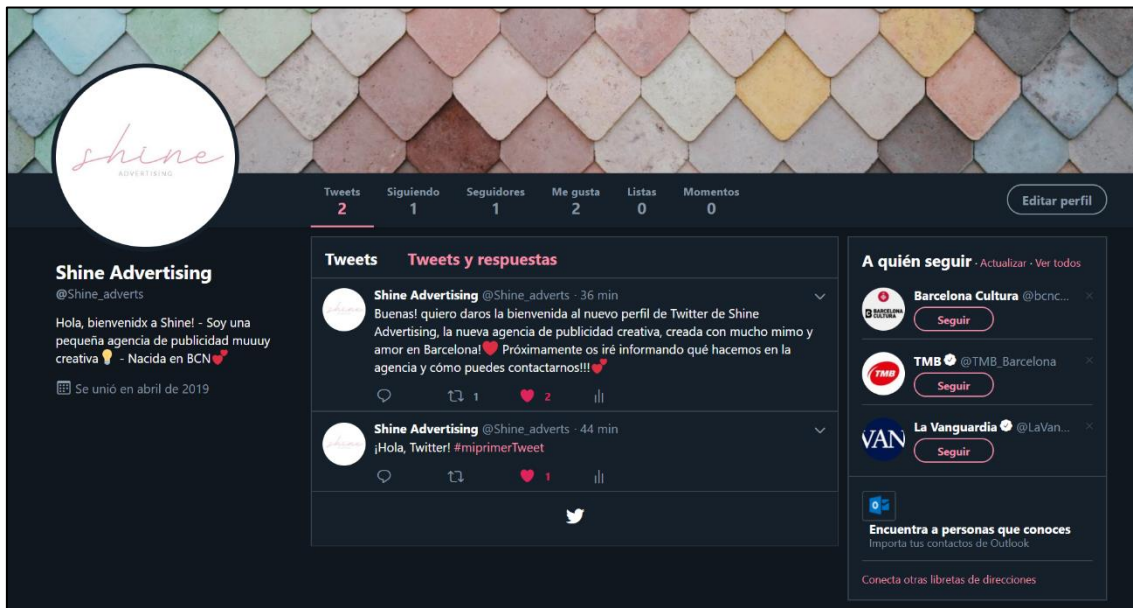 shine
ADVERTISING
Tweets
2
Siguiendo
1
Seguidores
1
Me gusta
2
Listas
0
Momentos
0
Editar perfil
Shine Advertising
@Shine_adverts
Hola, bienvenidx a Shine! - Soy una
pequeña agencia de publicidad muuuy
creativa💡 - Nacida en BCN💕
Se unió en abril de 2019
Tweets Tweets y respuestas
Shine Advertising @Shine_adverts · 36 min
Buenas! quiero daros la bienvenida al nuevo perfil de Twitter de Shine
Advertising, la nueva agencia de publicidad creativa, creada con mucho mimo y
amor en Barcelona!❤️ Próximamente os iré informando qué hacemos en la
agencia y cómo puedes contactarnos!!!💕
1 2
Shine Advertising @Shine_adverts · 44 min
¡Hola, Twitter! #miprimerTweet
1
A quién seguir · Actualizar · Ver todos
BARCELONA
CULTURA
Barcelona Cultura @bcnc...
Seguir
TMB
TMB @TMB_Barcelona
Seguir
VAN
La Vanguardia @LaVan...
Seguir
Encuentra a personas que conoces
Importa tus contactos de Outlook
Conecta otras libretas de direcciones